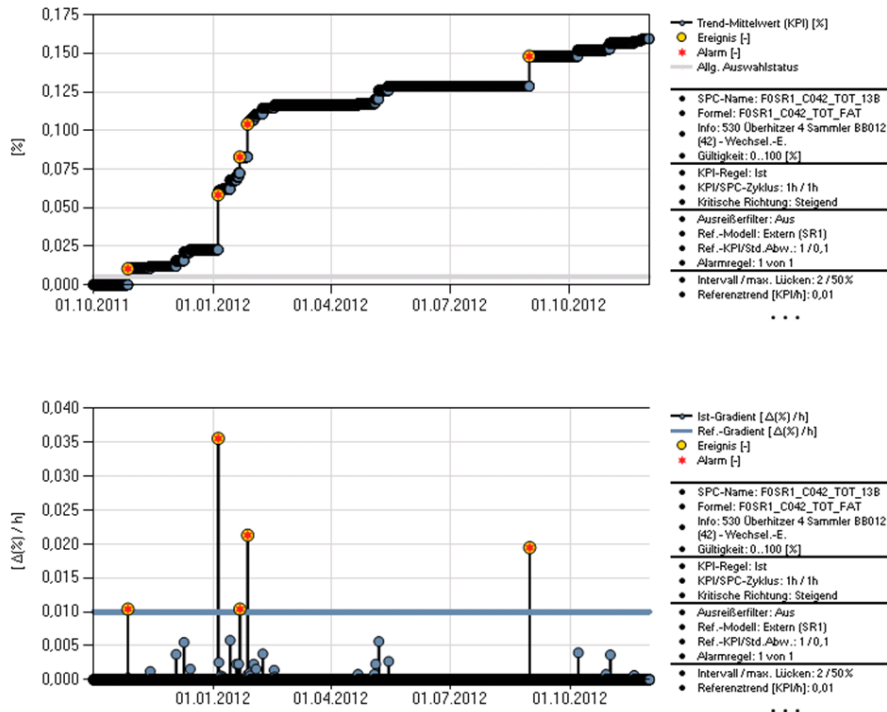 0,175
0,150
0,125
0,100
0,075
0,050
0,025
0,000
[%]
01.10.2011
01.01.2012
01.04.2012
01.07.2012
01.10.2012
Trend-Mittelwert (KPI) [%]
Ereignis [-]
Alarm [-]
Allg. Auswahlstatus
SPC-Name: F0SR1_C042_TOT_13B
Formel: F0SR1_C042_TOT_FAT
Info: 530 Überhitzer 4 Sammler BB012
(42) - Wechsel.-E.
Gültigkeit: 0..100 [%]
KPI-Regel: Ist
KPI/SPC-Zyklus: 1h / 1h
Kritische Richtung: Steigend
Ausreißerfilter: Aus
Ref.-Modell: Extern (SR1)
Ref.-KPI/Std.Abw.: 1 / 0,1
Alarmregel: 1 von 1
Intervall / max. Lücken: 2 / 50%
Referenztrend [KPI/h]: 0,01
. . .
0,040
0,035
0,030
0,025
0,020
0,015
0,010
0,005
0,000
[Δ(%) / h]
01.01.2012
01.04.2012
01.07.2012
01.10.2012
Ist-Gradient [Δ(%) / h]
Ref.-Gradient [Δ(%) / h]
Ereignis [-]
Alarm [-]
SPC-Name: F0SR1_C042_TOT_13B
Formel: F0SR1_C042_TOT_FAT
Info: 530 Überhitzer 4 Sammler BB012
(42) - Wechsel.-E.
Gültigkeit: 0..100 [%]
KPI-Regel: Ist
KPI/SPC-Zyklus: 1h / 1h
Kritische Richtung: Steigend
Ausreißerfilter: Aus
Ref.-Modell: Extern (SR1)
Ref.-KPI/Std.Abw.: 1 / 0,1
Alarmregel: 1 von 1
Intervall / max. Lücken: 2 / 50%
Referenztrend [KPI/h]: 0,01
. . .